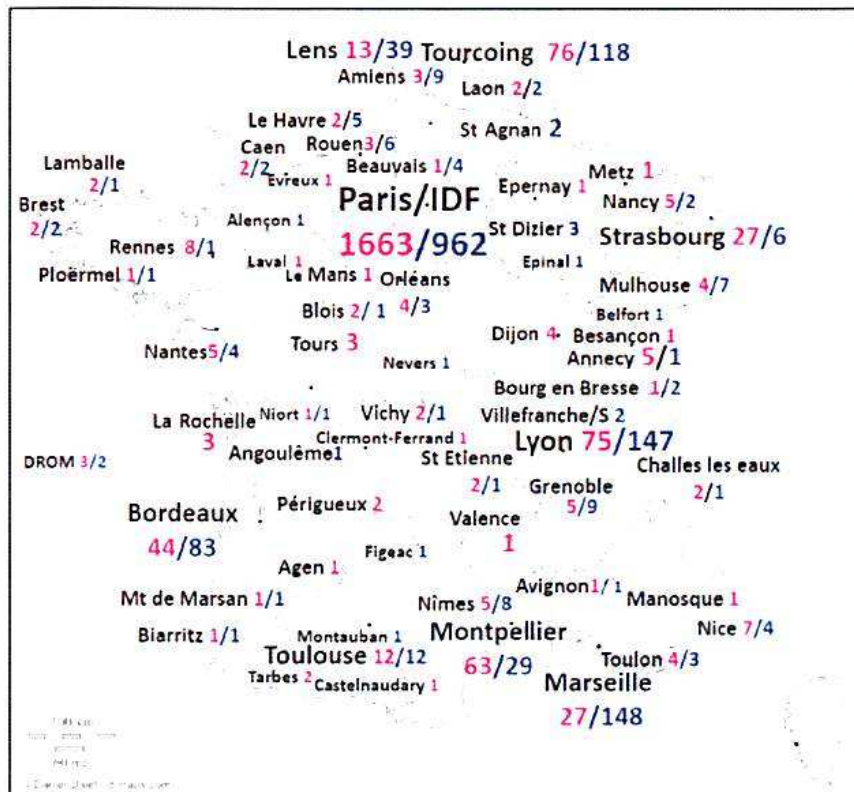 Lens 13/39 Tourcoing 76/118
Amiens 3/9
Laon 2/2
Le Havre 2/5
St Agnan 2
Caen
2/2
Rouen3/6
Lamballe
2/1
Beauvais 1/4
Metz 1
Evreux 1
Epernay 1
Brest
2/2
Paris/IDF
1663/962
Nancy 5/2
Alençon 1
St Dizier 3
Strasbourg 27/6
Rennes 8/1
Laval 1
Epinal 1
Ploërmel 1/1
Le Mans 1
Orléans
4/3
Mulhouse 4/7
Blois 2/ 1
Belfort 1
Nantes5/4
Tours 3
Dijon 4
Besançon 1
Nevers 1
Annecy 5/1
Bourg en Bresse 1/2
La Rochelle
3
Niort 1/1
Vichy 2/1
Villefranche/S 2
Clermont-Ferrand 1
Lyon 75/147
Angoulême1
St Etienne
2/1
DROM 3/2
Challes les eaux
2/1
Grenoble
5/9
Bordeaux
44/83
Périgueux 2
Valence
1
Figeac 1
Agen 1
Avignon1/ 1
Mt de Marsan 1/1
Nîmes 5/8
Manosque 1
Biarritz 1/1
Montauban 1
Montpellier
63/29
Nice 7/4
Toulouse 12/12
Toulon 4/3
Tarbes 2
Castelnaudary 1
Marseille
27/148